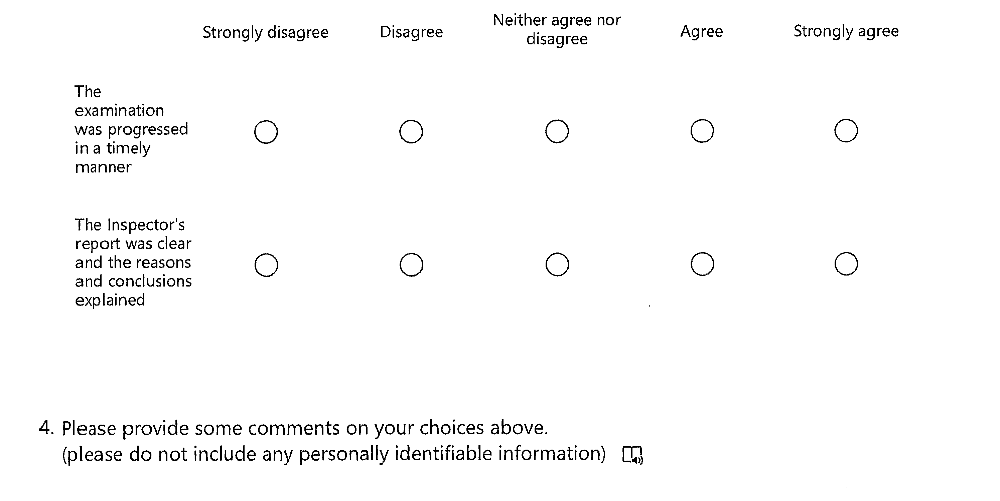 Strongly disagree Disagree Neither agree nor disagree Agree Strongly agree
The
examination
was progressed
in a timely
manner
The Inspector's
report was clear
and the reasons
and conclusions
explained
4. Please provide some comments on your choices above.
(please do not include any personally identifiable information)